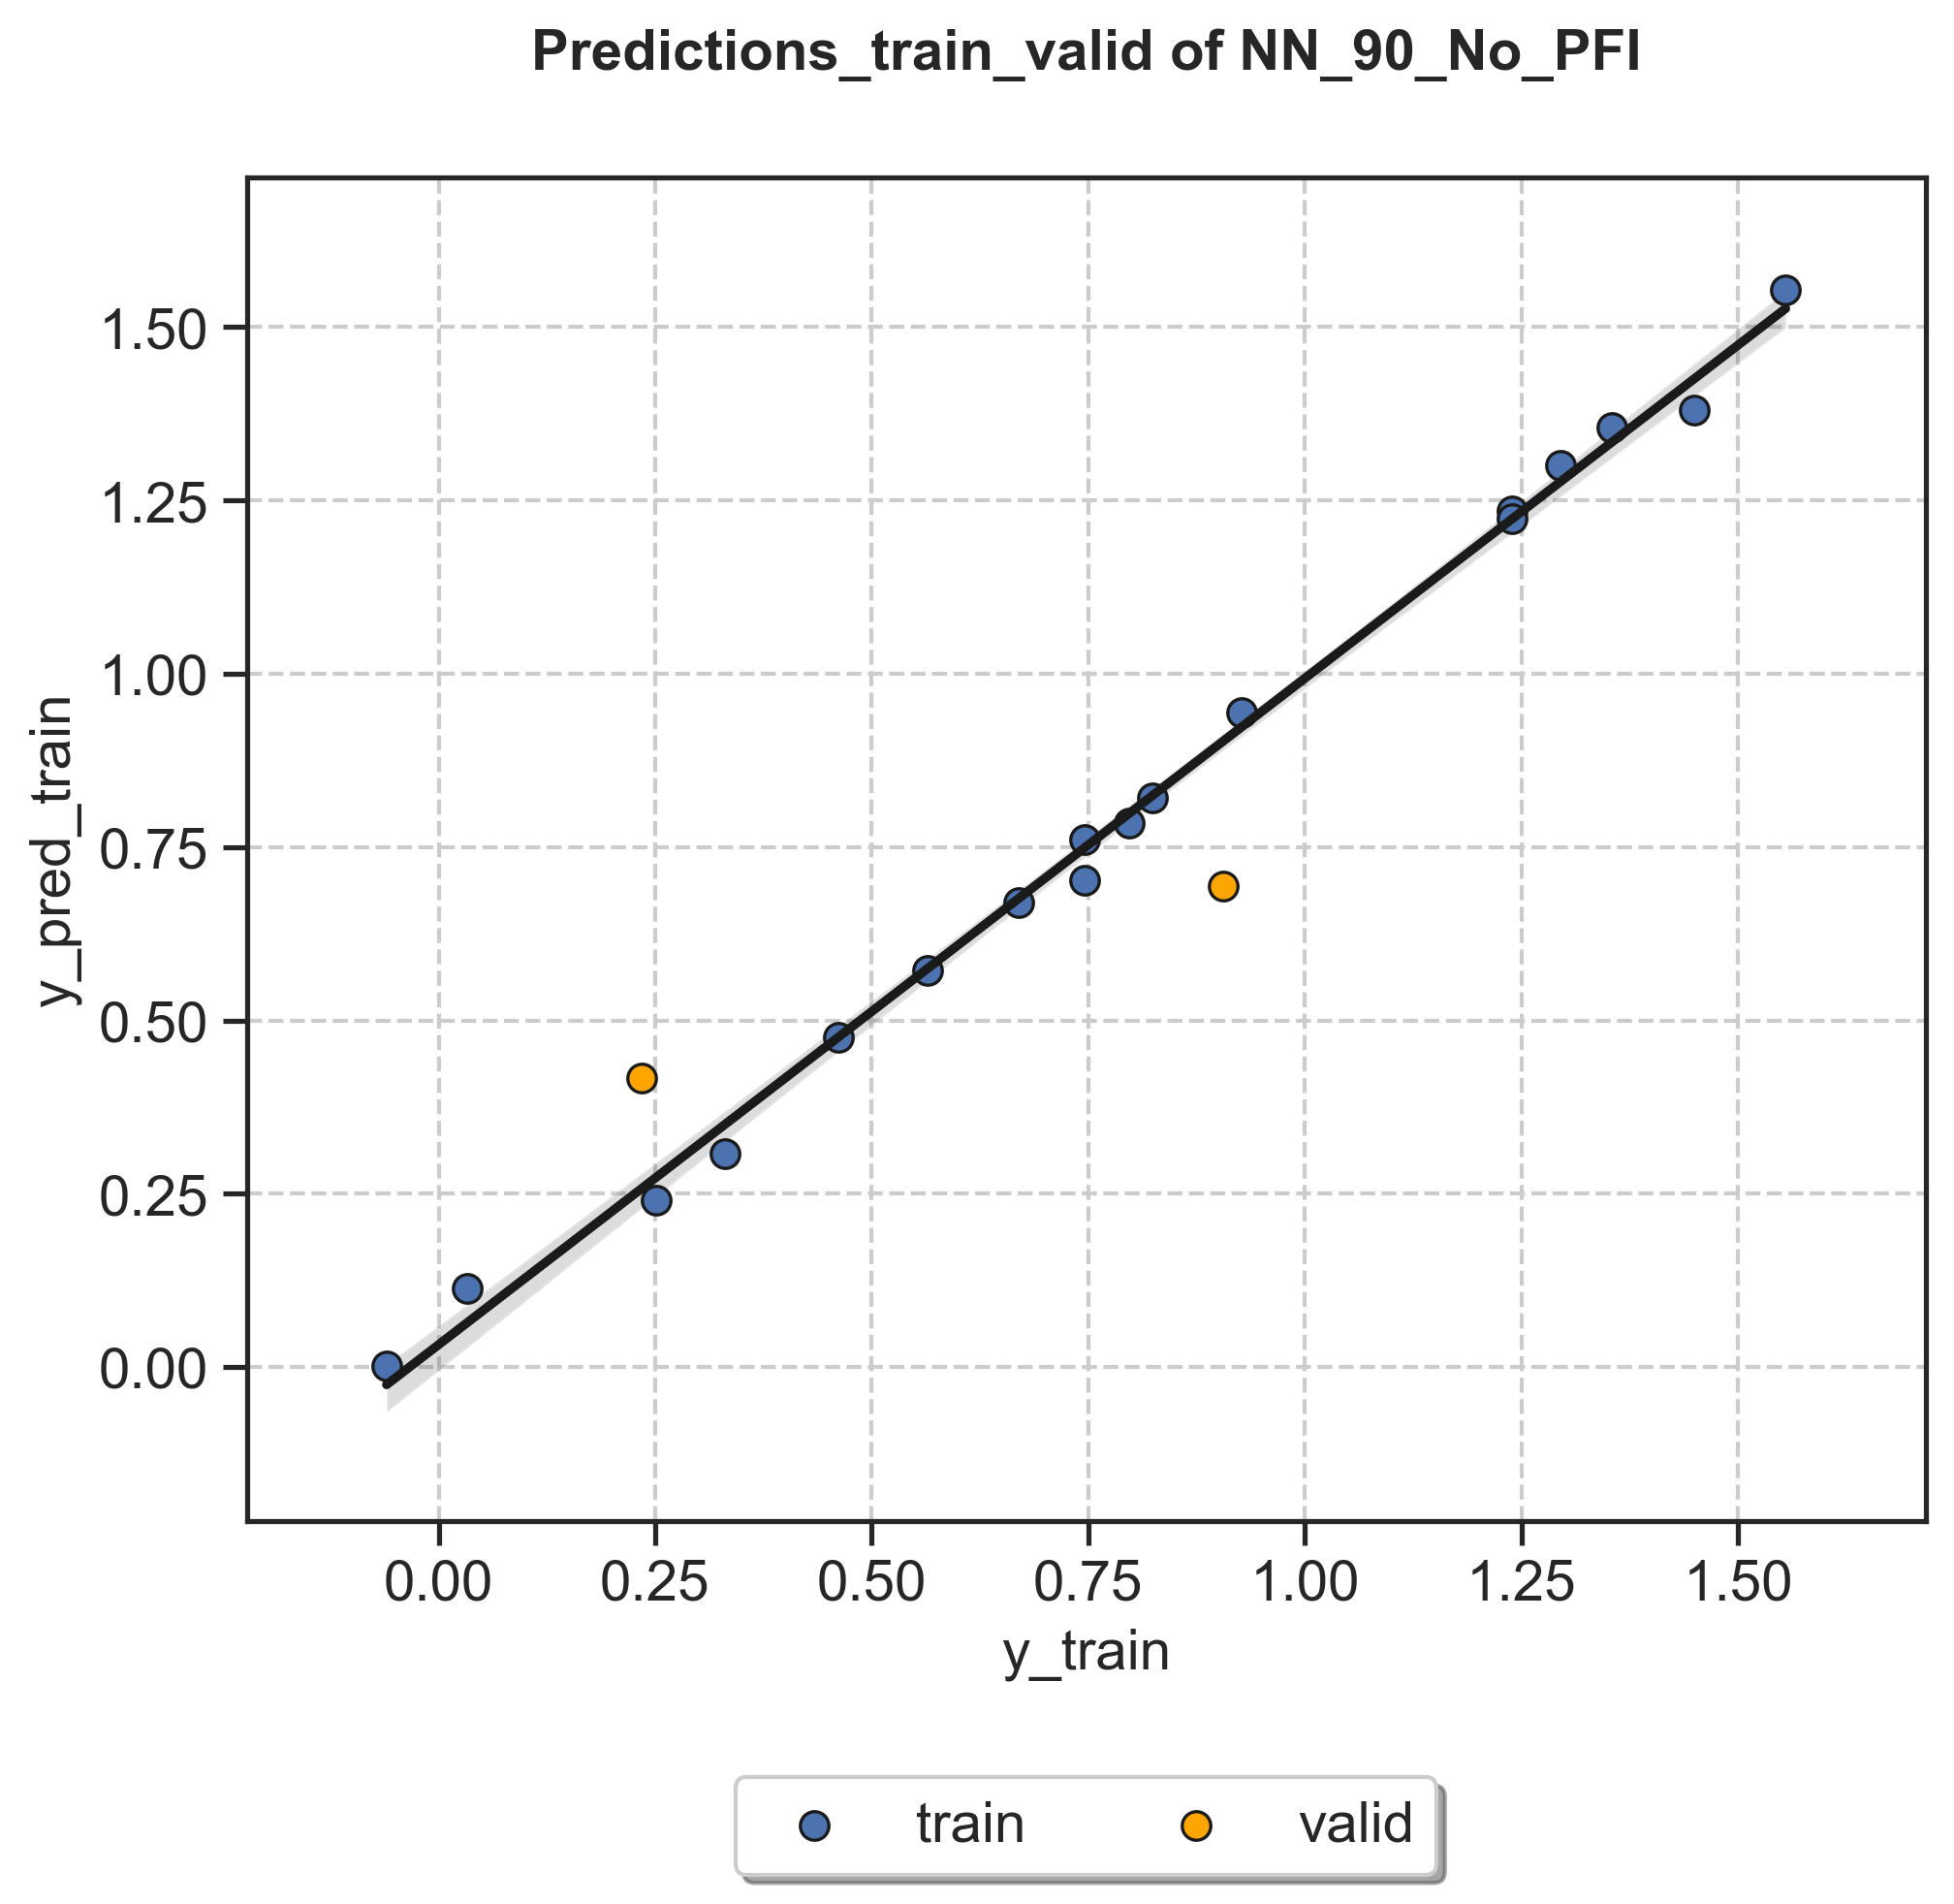 Predictions_train_valid of NN_90_No_PFI
y_pred_train
1.50
1.25
1.00
0.75
0.50
0.25
0.00
0.00 0.25 0.50 0.75 1.00 1.25 1.50
y_train
train valid